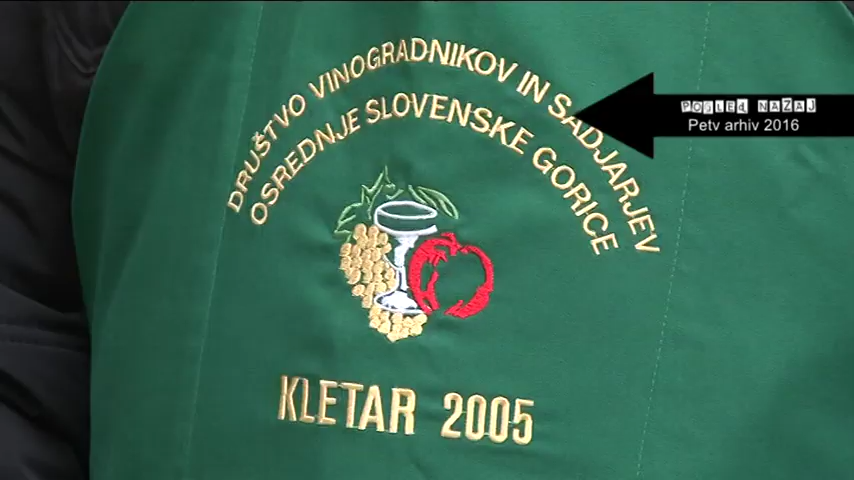 DRUŠTVO VINOGRADNIKOV IN SADJARJEV
OSREDNJE SLOVENSKE GORICE
KLETAR 2005
POGLED NAZAJ
Petv arhiv 2016